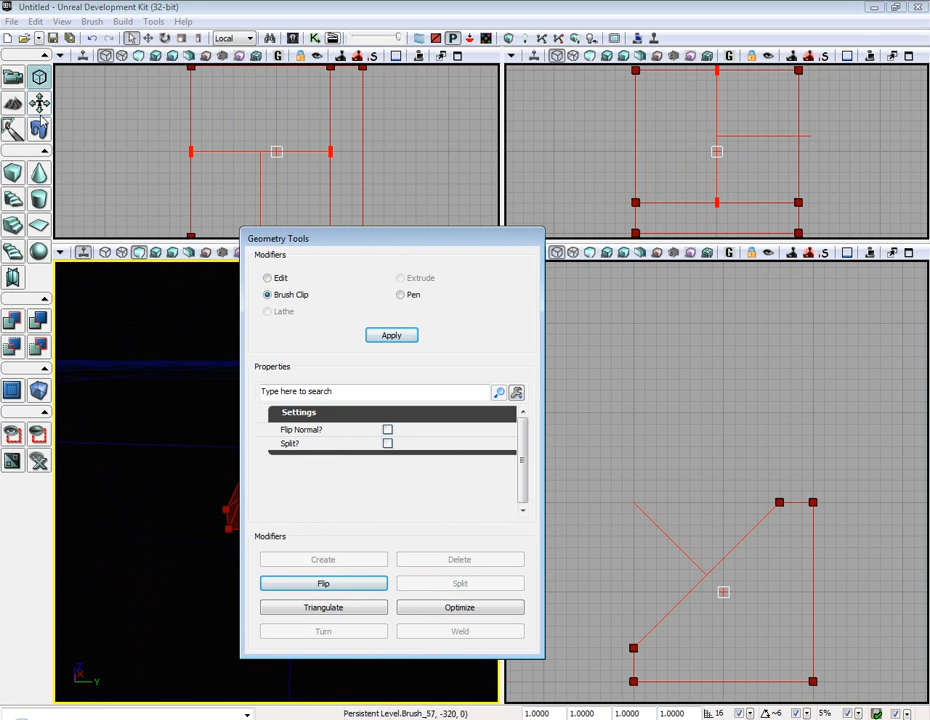 Untitled - Unreal Development Kit (32-bit)
File Edit View Brush Build Tools Help
Local
Geometry Tools
Modifiers
Edit
Extrude
Brush Clip
Pen
Lathe
Apply
Properties
Type here to search
Settings
Flip Normal?
Split?
Modifiers
Create
Delete
Flip
Split
Triangulate
Optimize
Turn
Weld
Z
X
Y
Persistent Level.Brush_57, -320, 0)
1.0000
1.0000
1.0000
1.0000
16
~6
5%